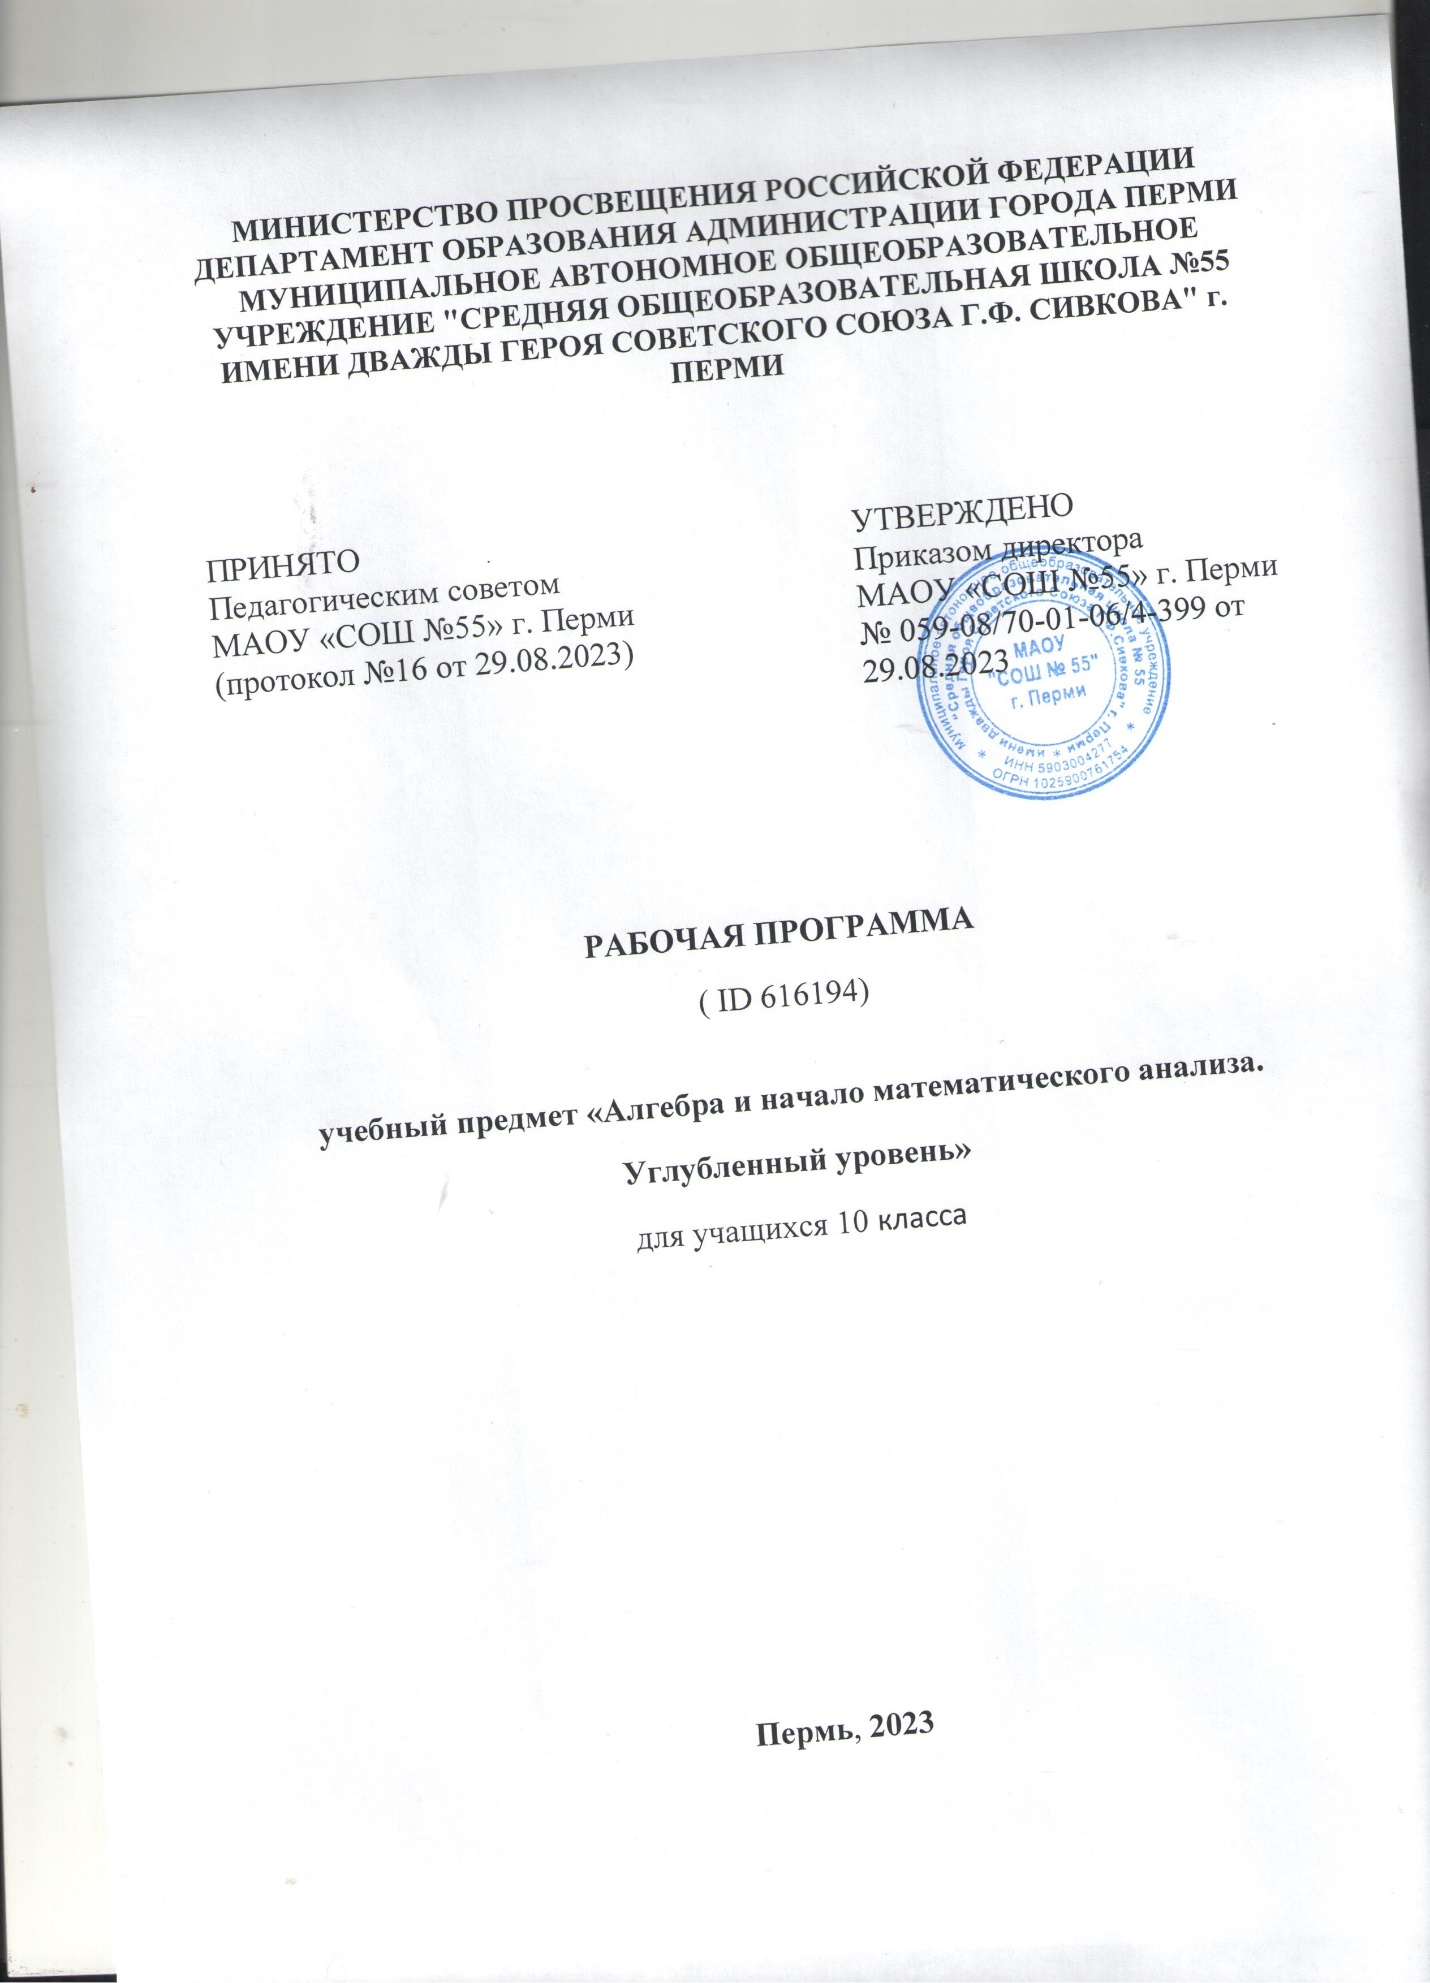 МИНИСТЕРСТВО ПРОСВЕЩЕНИЯ РОССИЙСКОЙ ФЕДЕРАЦИИ
ДЕПАРТАМЕНТ ОБРАЗОВАНИЯ АДМИНИСТРАЦИИ ГОРОДА ПЕРМИ
МУНИЦИПАЛЬНОЕ АВТОНОМНОЕ ОБЩЕОБРАЗОВАТЕЛЬНОЕ
УЧРЕЖДЕНИЕ "СРЕДНЯЯ ОБЩЕОБРАЗОВАТЕЛЬНАЯ ШКОЛА №55
ИМЕНИ ДВАЖДЫ ГЕРОЯ СОВЕТСКОГО СОЮЗА Г.Ф. СИВКОВА" г.
ПЕРМИ
ПРИНЯТО
Педагогическим советом
МАОУ «СОШ №55» г. Перми
(протокол №16 от 29.08.2023)
УТВЕРЖДЕНО
Приказом директора
МАОУ «СОШ №55» г. Перми
№ 059-08/70-01-06/4-399 от
29.08.2023
МАОУ
"СОШ № 55"
г. Перми
имени дважды
Сивкова" г. Перми
ИНН 5903004277
ОГРН 1025900761754
РАБОЧАЯ ПРОГРАММА
( ID 616194)
учебный предмет «Алгебра и начало математического анализа.
Углубленный уровень»
для учащихся 10 класса
Пермь, 2023